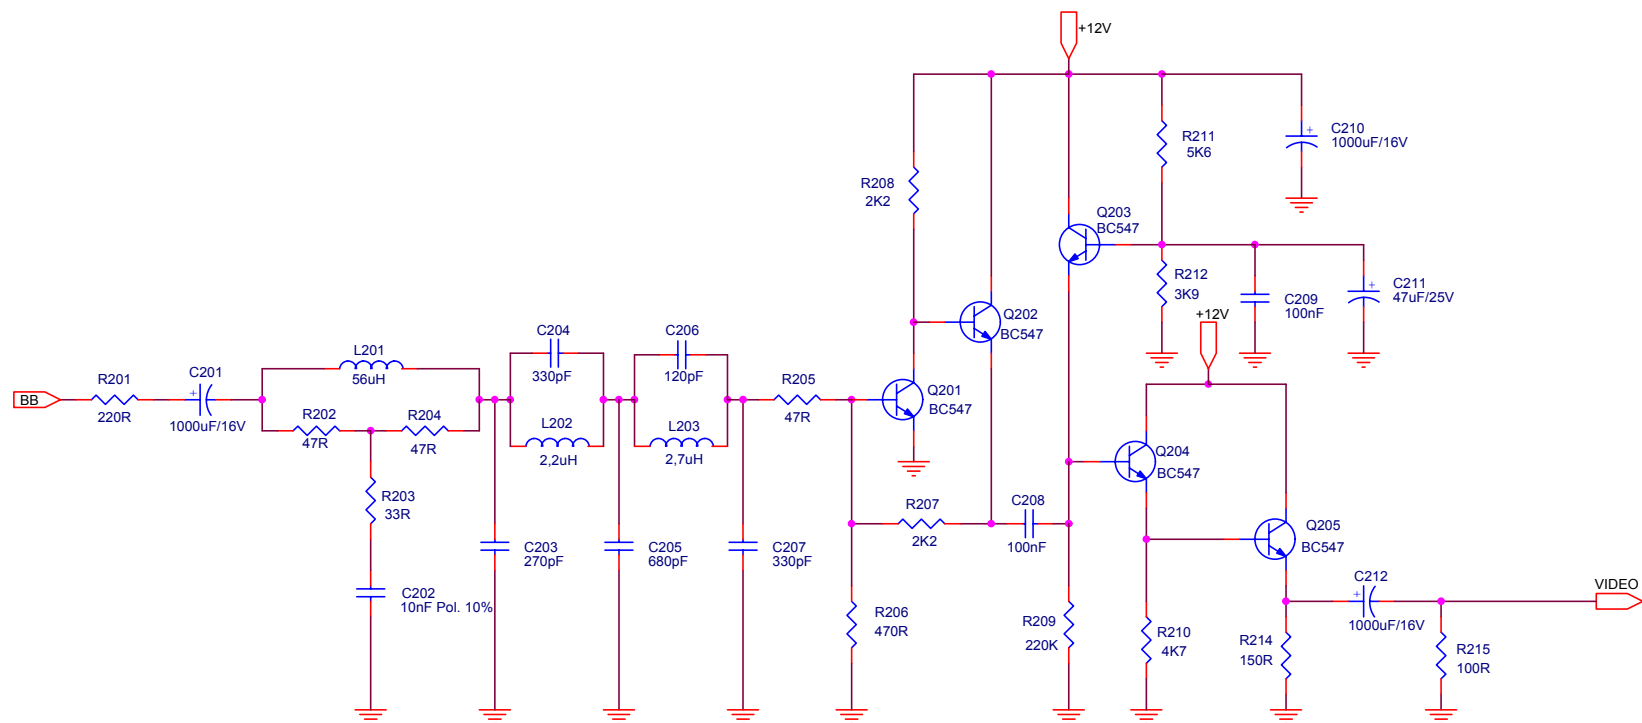 +12V
C210
1000uF/16V
R211
5K6
R208
2K2
Q203
BC547
R212
3K9
C209
100nF
C211
47uF/25V
+12V
Q202
BC547
C204
330pF
C206
120pF
L201
56uH
R201
220R
C201
1000uF/16V
BB
R202
47R
R204
47R
L202
2,2uH
L203
2,7uH
R205
47R
Q201
BC547
Q204
BC547
R203
33R
R207
2K2
C208
100nF
Q205
BC547
C203
270pF
C205
680pF
C207
330pF
C202
10nF Pol. 10%
C212
1000uF/16V
VIDEO
R206
470R
R209
220K
R210
4K7
R214
150R
R215
100R
+
+
+
+